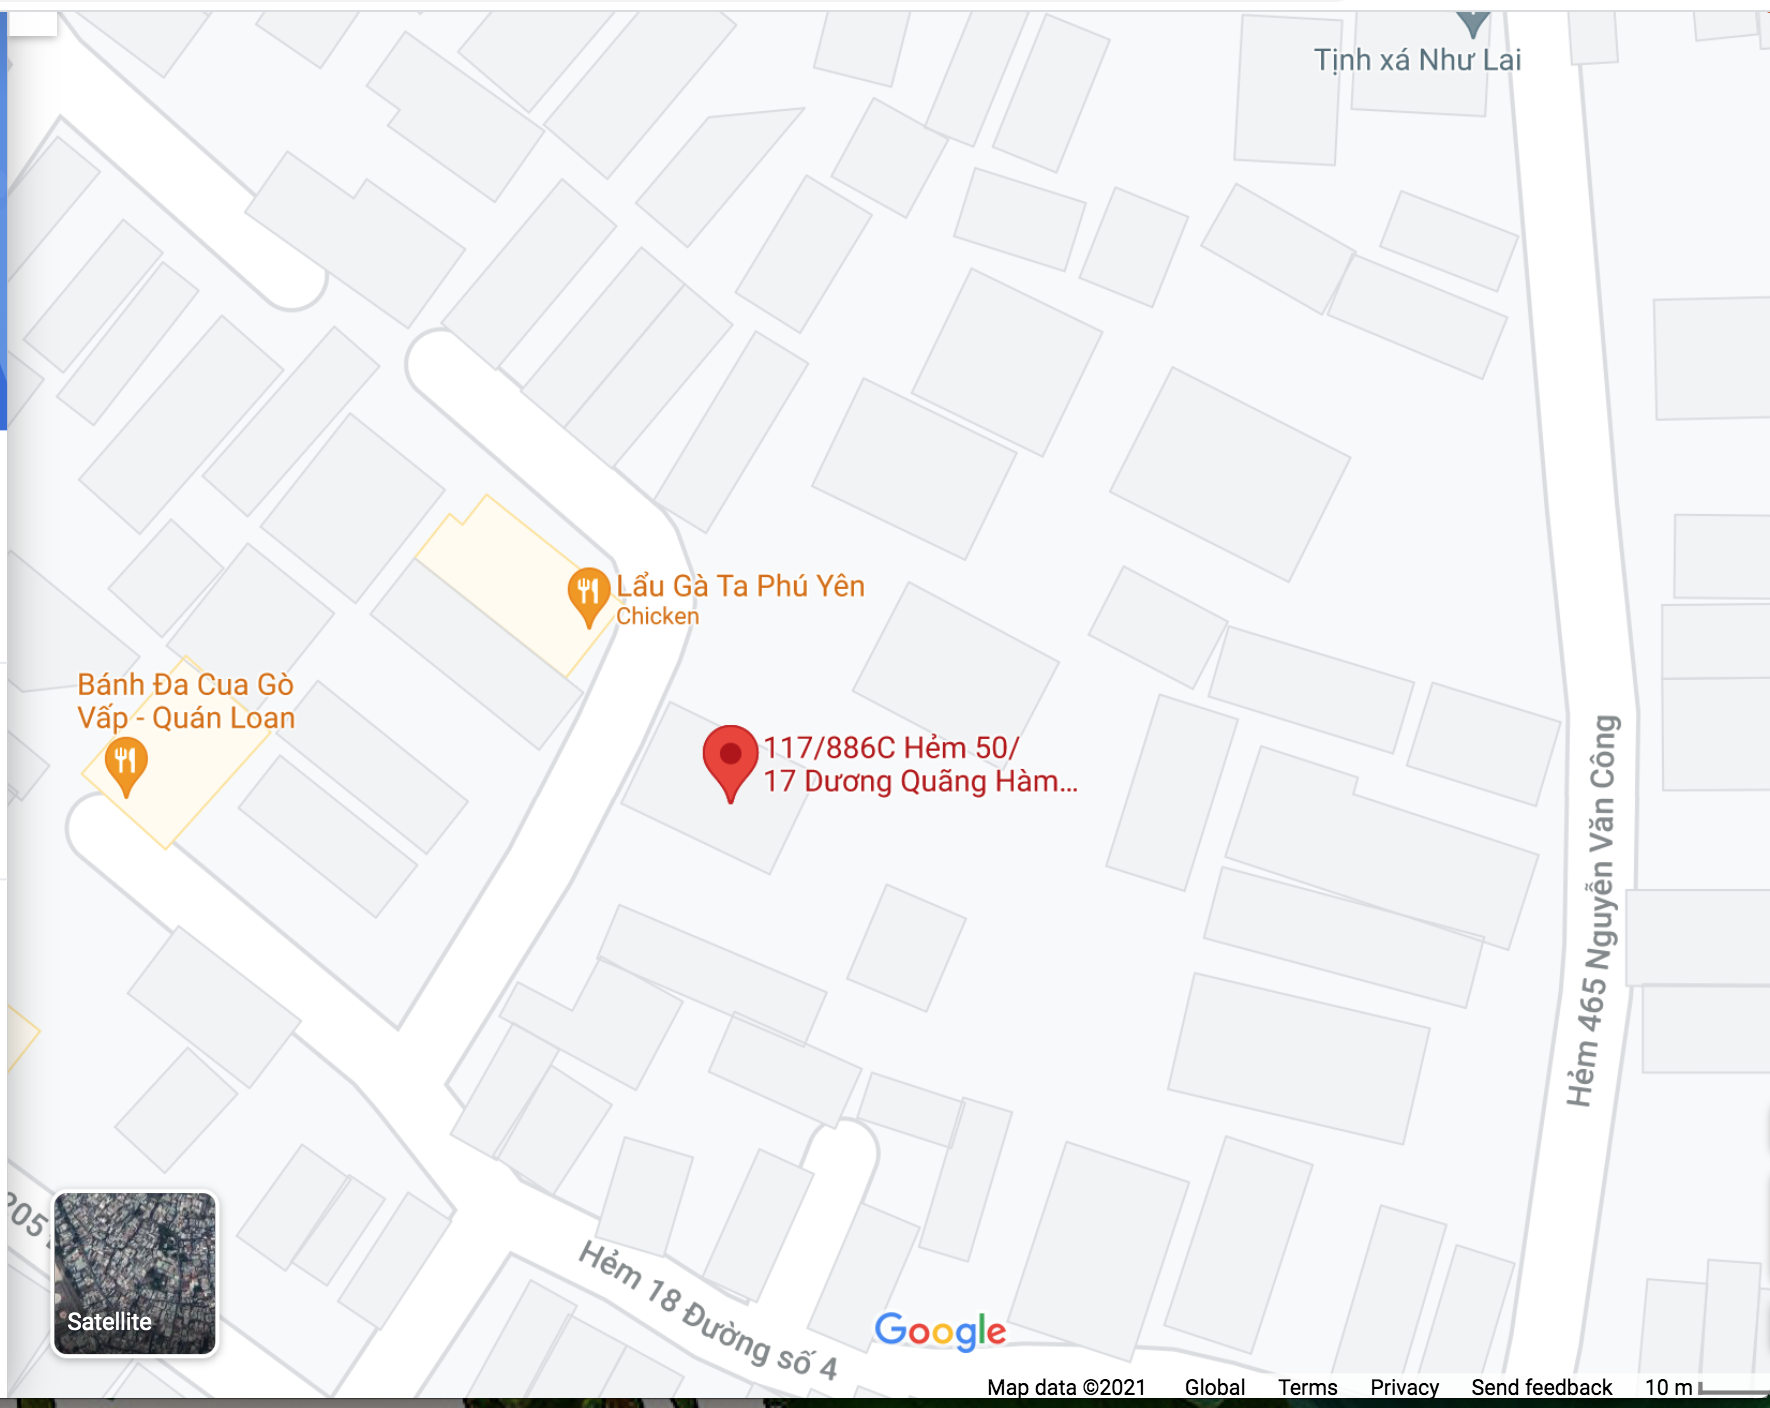 Tịnh xá Như Lai
Lẩu Gà Ta Phú Yên
Chicken
Bánh Đa Cua Gò
Vấp - Quán Loan
117/886C Hẻm 50/
17 Dương Quãng Hàm...
Hẻm 465 Nguyễn Văn Công
205
Satellite
Hẻm 18 Đường số 4
Google
Map data ©2021 Global Terms Privacy Send feedback 10 m